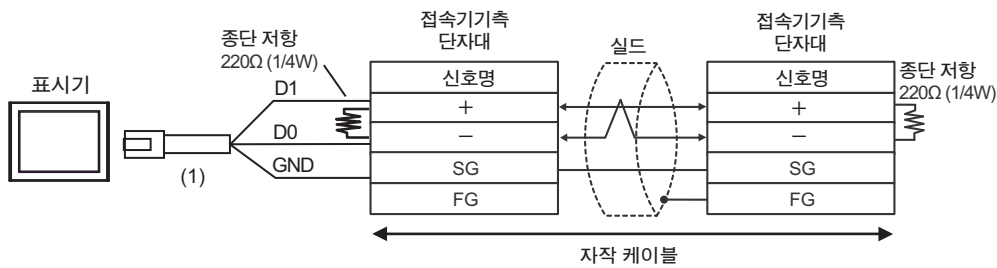 표시기
(1)
D1
D0
GND
종단 저항
220Ω (1/4W)
접속기기측
단자대
신호명
+
−
SG
FG
실드
접속기기측
단자대
신호명
+
−
SG
FG
종단 저항
220Ω (1/4W)
자작 케이블